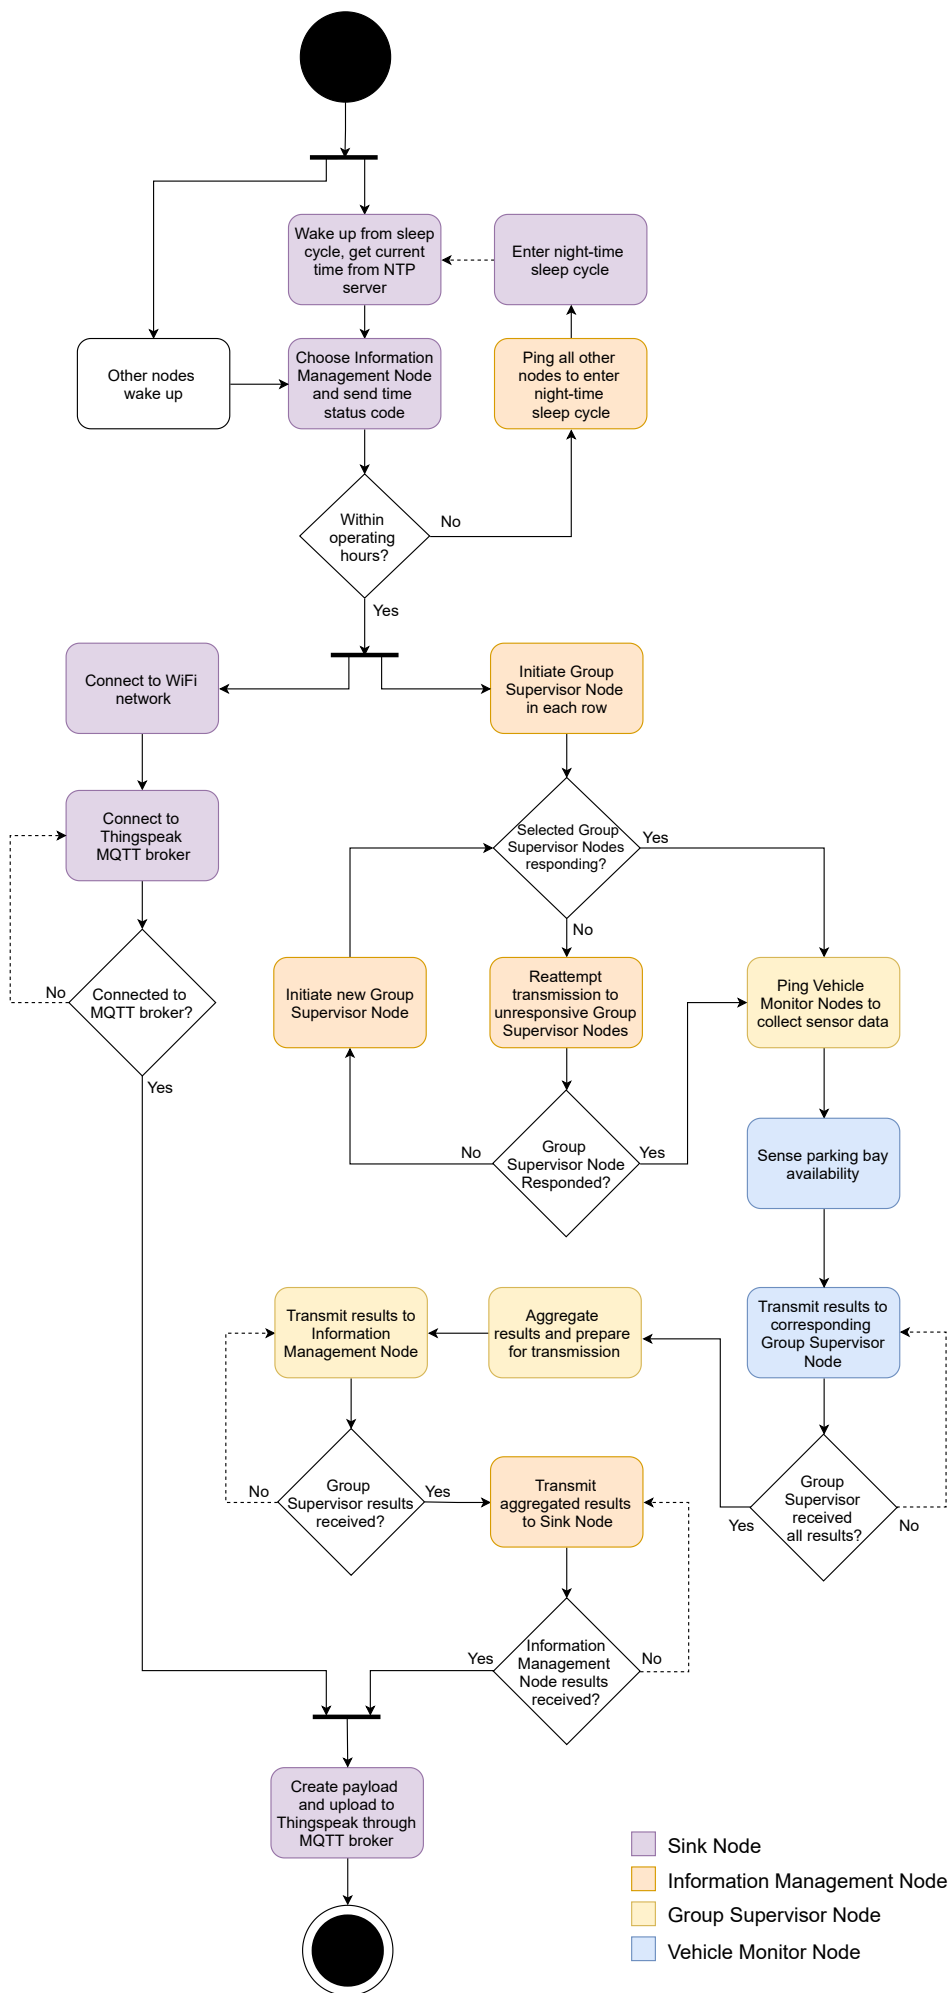 Wake up from sleep
cycle, get current
time from NTP
server
Enter night-time
sleep cycle
Other nodes
wake up
Choose Information
Management Node
and send time
status code
Ping all other
nodes to enter
night-time
sleep cycle
Within
operating
hours?
No
Yes
Connect to WiFi
network
Initiate Group
Supervisor Node
in each row
Connect to
Thingspeak
MQTT broker
Selected Group
Supervisor Nodes
responding?
Yes
No
Connected to
MQTT broker?
No
Yes
Initiate new Group
Supervisor Node
Reattempt
transmission to
unresponsive Group
Supervisor Nodes
Ping Vehicle
Monitor Nodes to
collect sensor data
No
Group
Supervisor Node
Responded?
Yes
Sense parking bay
availability
Transmit results to
Information
Management Node
Aggregate
results and prepare
for transmission
Transmit results to
corresponding
Group Supervisor
Node
No
Group
Supervisor results
received?
Yes
Transmit
aggregated results
to Sink Node
Yes
Group
Supervisor
received
all results?
No
Yes
Information
Management
Node results
received?
No
Create payload
and upload to
Thingspeak through
MQTT broker
Sink Node
Information Management Node
Group Supervisor Node
Vehicle Monitor Node